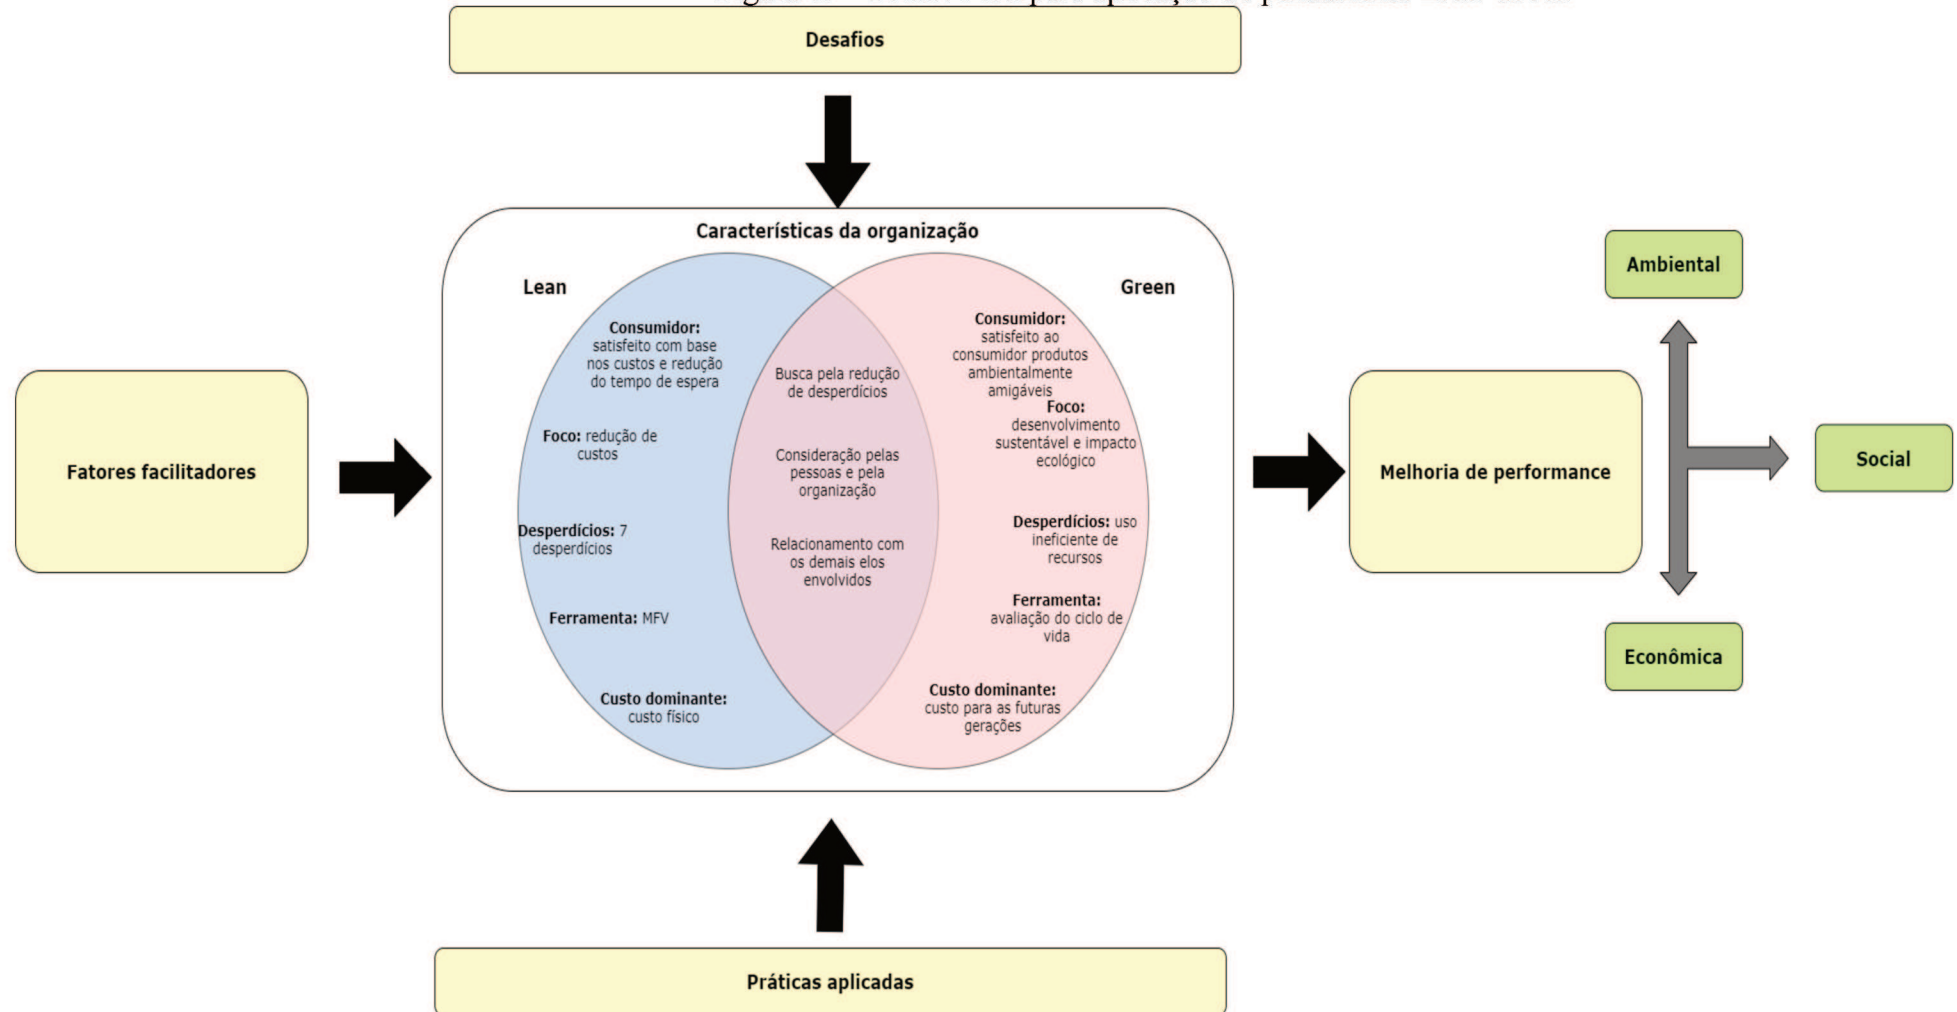 Desafios
Características da organização
Lean
Green
Consumidor:
satisfeito com base
nos custos e redução
do tempo de espera
Foco: redução de
custos
Desperdícios: 7
desperdícios
Ferramenta: MFV
Custo dominante:
custo físico
Busca pela redução
de desperdícios
Consideração pelas
pessoas e pela
organização
Relacionamento com
os demais elos
envolvidos
Consumidor:
satisfeito ao
consumidor produtos
ambientalmente
amigáveis
Foco:
desenvolvimento
sustentável e impacto
ecológico
Desperdícios: uso
ineficiente de
recursos
Ferramenta:
avaliação do ciclo de
vida
Custo dominante:
custo para as futuras
gerações
Fatores facilitadores
Melhoria de performance
Ambiental
Social
Econômica
Práticas aplicadas